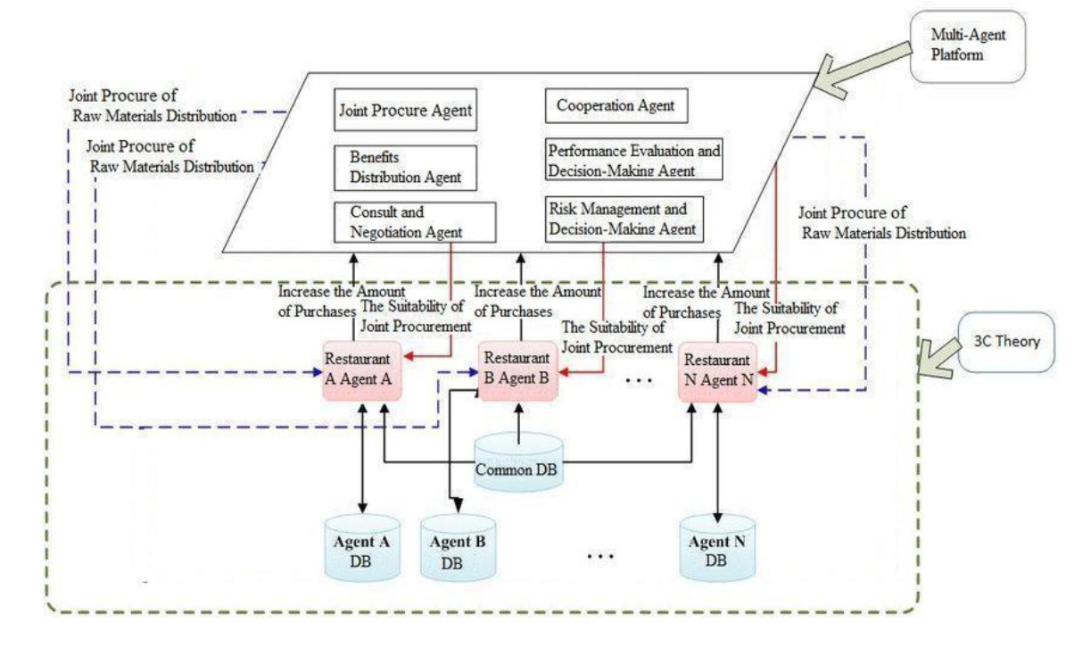 Multi-Agent
Platform
Joint Procure of
Raw Materials Distribution
Joint Procure of
Raw Materials Distribution
Joint Procure Agent
Cooperation Agent
Benefits
Distribution Agent
Performance Evaluation and
Decision-Making Agent
Consult and
Negotiation Agent
Risk Management and
Decision-Making Agent
Joint Procure of
Raw Materials Distribution
Increase the Amount
of Purchases
The Suitability of
Joint Procurement
Increase the Amount
of Purchases
The Suitability of
Joint Procurement
Increase the Amount
of Purchases
The Suitability of
Joint Procurement
3C Theory
Restaurant
A Agent A
Restaurant
B Agent B
...
Restaurant
N Agent N
Common DB
Agent A
DB
Agent B
DB
...
Agent N
DB